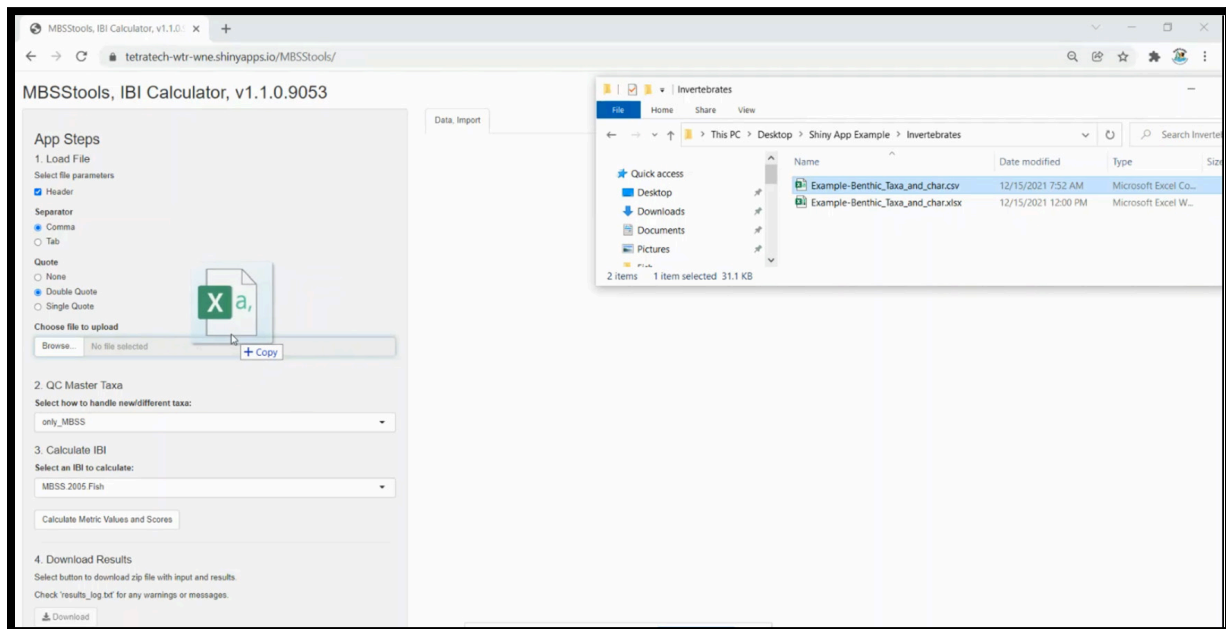 MBSStools, IBI Calculator, v1.1.0.
tetratech-wtr-wne.shinyapps.io/MBSStools/
MBSStools, IBI Calculator, v1.1.0.9053
App Steps
1. Load File
Select file parameters
Header
Separator
Comma
Tab
Quote
None
Double Quote
Single Quote
Choose file to upload
Browse... No file selected
X a,
+ Copy
2. QC Master Taxa
Select how to handle new/different taxa:
only_MBSS
3. Calculate IBI
Select an IBI to calculate:
MBSS.2005.Fish
Calculate Metric Values and Scores
4. Download Results
Select button to download zip file with input and results.
Check 'results_log.txt' for any warnings or messages.
Download
Data, Import
Invertebrates
File Home Share View
This PC > Desktop > Shiny App Example > Invertebrates
Search Inverte
Name Date modified Type Size
Quick access
Desktop
Downloads
Documents
Pictures
Example-Benthic_Taxa_and_char.csv 12/15/2021 7:52 AM Microsoft Excel Co...
Example-Benthic_Taxa_and_char.xlsx 12/15/2021 12:00 PM Microsoft Excel W...
2 items 1 item selected 31.1 KB